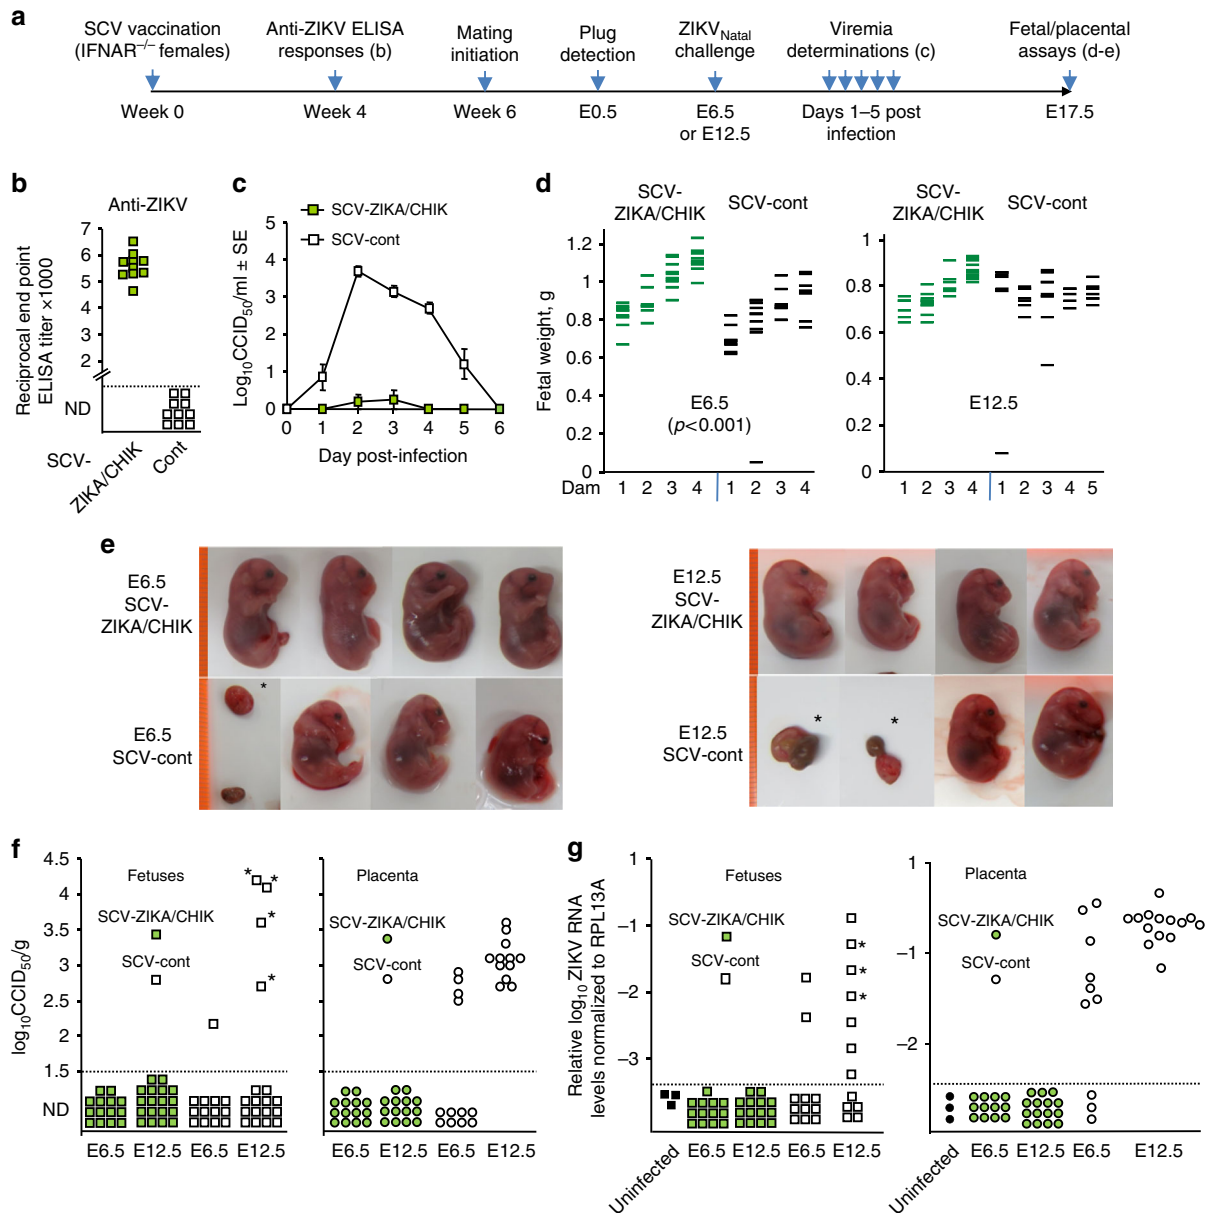 a
SCV vaccination
(IFNAR–/– females)
Anti-ZIKV ELISA
responses (b)
Mating
initiation
Plug
detection
ZIKVNatal
challenge
Viremia
determinations (c)
Fetal/placental
assays (d-e)
Week 0
Week 4
Week 6
E0.5
E6.5
or E12.5
Days 1–5 post
infection
E17.5
b
Anti-ZIKV
Reciprocal end point
ELISA titer ×1000
7
6
5
4
3
2
ND
SCV-
ZIKA/CHIK
Cont
c
SCV-ZIKA/CHIK
SCV-cont
Log10CCID50/ml ± SE
5
4
3
2
1
0
0 1 2 3 4 5 6
Day post-infection
d
SCV-
ZIKA/CHIK
SCV-cont
Fetal weight, g
1.2
1
0.8
0.6
0.4
0.2
0
E6.5
(p<0.001)
Dam 1 2 3 4 1 2 3 4
SCV-
ZIKA/CHIK
SCV-cont
1
0.8
0.6
0.4
0.2
0
E12.5
1 2 3 4 1 2 3 4 5
e
E6.5
SCV-
ZIKA/CHIK
E6.5
SCV-cont
*
E12.5
SCV-
ZIKA/CHIK
E12.5
SCV-cont
* *
f
log10CCID50/g
4.5
4
3.5
3
2.5
2
1.5
ND
Fetuses
SCV-ZIKA/CHIK
SCV-cont
* *
*
*
E6.5 E12.5 E6.5 E12.5
Placenta
SCV-ZIKA/CHIK
SCV-cont
E6.5 E12.5 E6.5 E12.5
g
Relative log10 ZIKV RNA
levels normalized to RPL13A
1
–1
–2
–3
Fetuses
SCV-ZIKA/CHIK
SCV-cont
*
*
*
Uninfected E6.5 E12.5 E6.5 E12.5
1
–1
–2
Placenta
SCV-ZIKA/CHIK
SCV-cont
Uninfected E6.5 E12.5 E6.5 E12.5